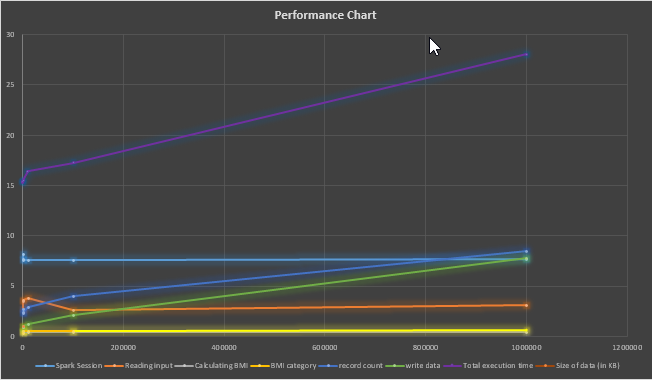 Performance Chart
30
25
20
15
10
5
0
0 200000 400000 600000 800000 1000000 1200000
Spark Session Reading input Calculating BMI BMI category record count write data Total execution time Size of data (in KB)